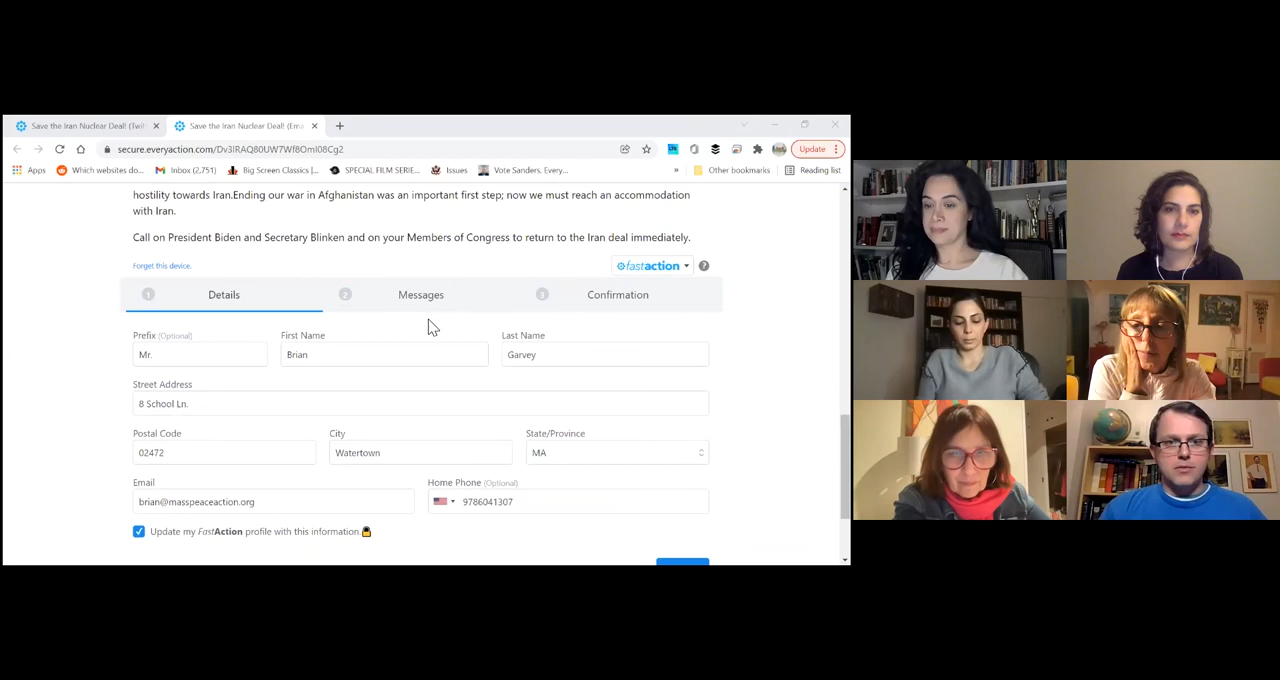 Save the Iran Nuclear Deal! (Twit
Save the Iran Nuclear Deal! (Ema
secure.everyaction.com/Dv3lRAQ80UW7Wf8OmI08Cg2
Update
Apps
Which websites do...
Inbox (2,751)
Big Screen Classics |...
SPECIAL FILM SERIE...
Issues
Vote Sanders, Every...
»
Other bookmarks
Reading list
hostility towards Iran.Ending our war in Afghanistan was an important first step; now we must reach an accommodation
with Iran.
Call on President Biden and Secretary Blinken and on your Members of Congress to return to the Iran deal immediately.
Forget this device.
fastaction
?
1 Details
2 Messages
3 Confirmation
Prefix (Optional)
First Name
Last Name
Mr.
Brian
Garvey
Street Address
8 School Ln.
Postal Code
City
State/Province
02472
Watertown
MA
Email
Home Phone (Optional)
brian@masspeaceaction.org
9786041307
Update my FastAction profile with this information.